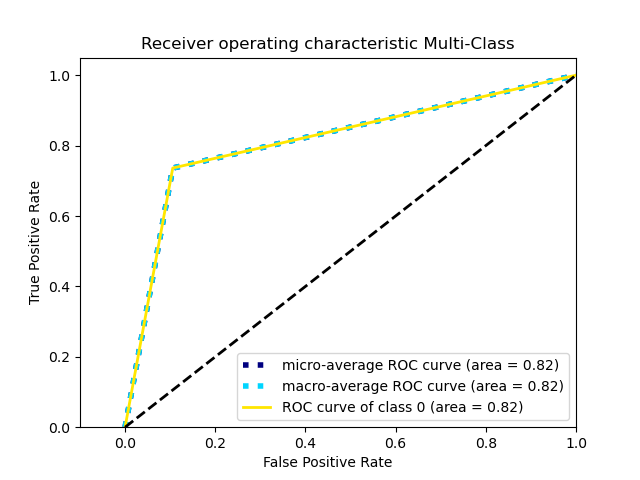 Receiver operating characteristic Multi-Class
1.0
0.8
0.6
0.4
0.2
0.0
True Positive Rate
micro-average ROC curve (area = 0.82)
macro-average ROC curve (area = 0.82)
ROC curve of class 0 (area = 0.82)
0.0 0.2 0.4 0.6 0.8 1.0
False Positive Rate